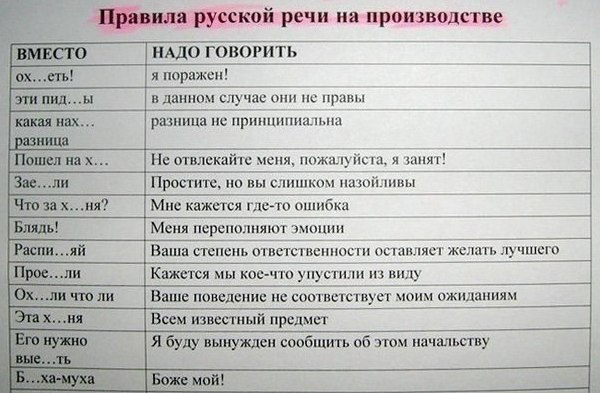 Правила русской речи на производстве
ВМЕСТО НАДО ГОВОРИТЬ
ох…еть! я поражен!
эти пид…ы в данном случае они не правы
какая нах… разница не принципиальна
разница
Пошел на х… Не отвлекайте меня, пожалуйста, я занят!
Зае…ли Простите, но вы слишком назойливы
Что за х…ня? Мне кажется где-то ошибка
Блядь! Меня переполняют эмоции
Распи…яй Ваша степень ответственности оставляет желать лучшего
Прое…ли Кажется мы кое-что упустили из виду
Ох…ли что ли Ваше поведение не соответствует моим ожиданиям
Эта х…ня Всем известный предмет
Его нужно Я буду вынужден сообщить об этом начальству
вые…ть
Б…ха-муха Боже мой!